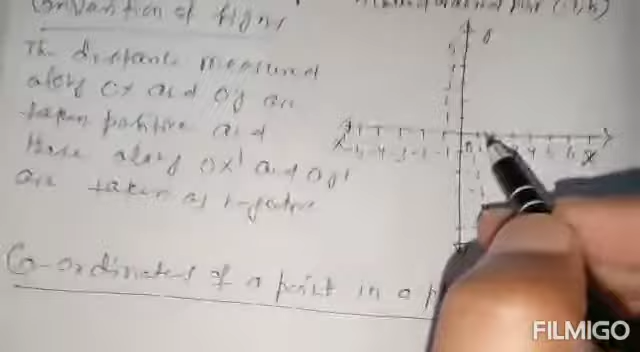 Convention of signs
The distance measured
along ox and oy are
taken positive and
those along ox' and oy'
are taken as negative
Co-ordinates of a point in a p
FILMIGO